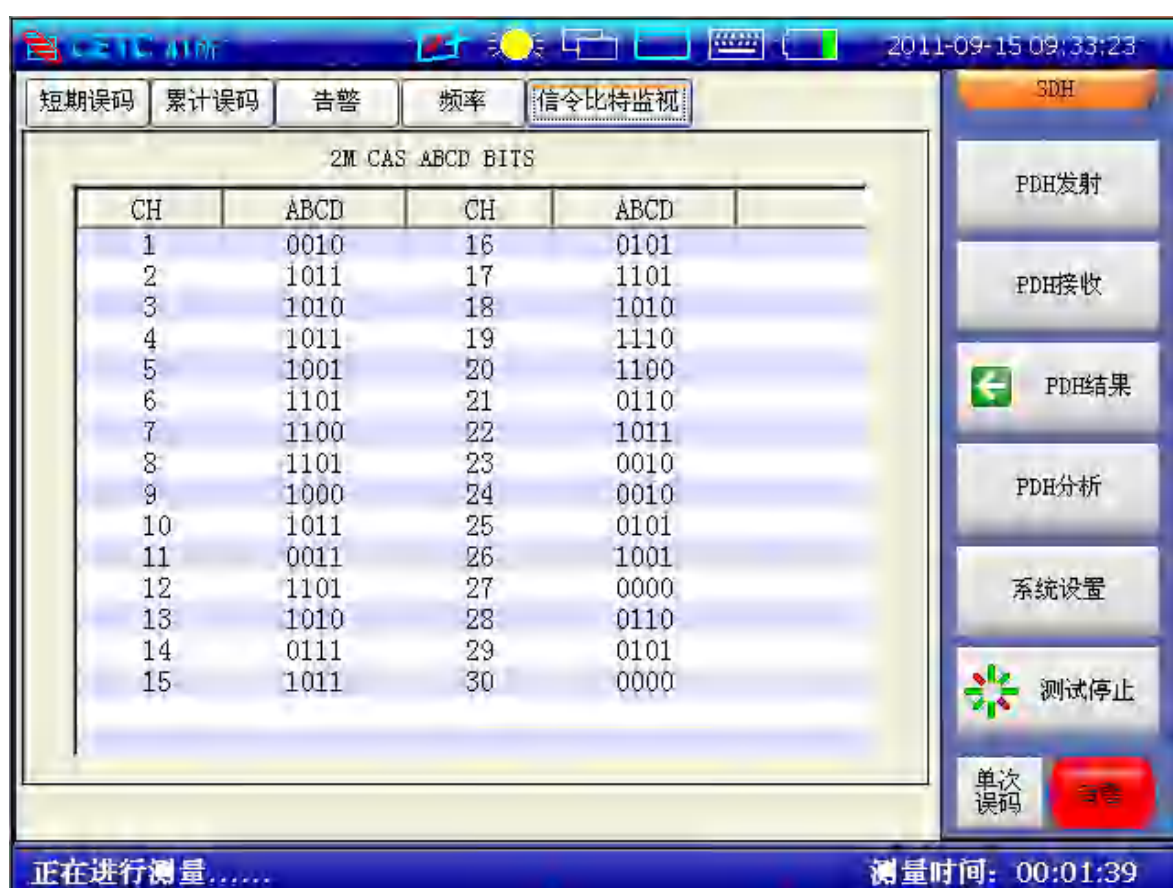 2011-09-15 09:33:23
短期误码 累计误码 告警 频率 信令比特监视
2M CAS ABCD BITS
CH ABCD CH ABCD
1 0010 16 0101
2 1011 17 1101
3 1010 18 1010
4 1011 19 1110
5 1001 20 1100
6 1101 21 0110
7 1100 22 1011
8 1101 23 0010
9 1000 24 0010
10 1011 25 0101
11 0011 26 1001
12 1101 27 0000
13 1010 28 0110
14 0111 29 0101
15 1011 30 0000
SDH
PDH发射
PDH接收
PDH结果
PDH分析
系统设置
测试停止
单次
误码
正在进行测量...... 测量时间: 00:01:39